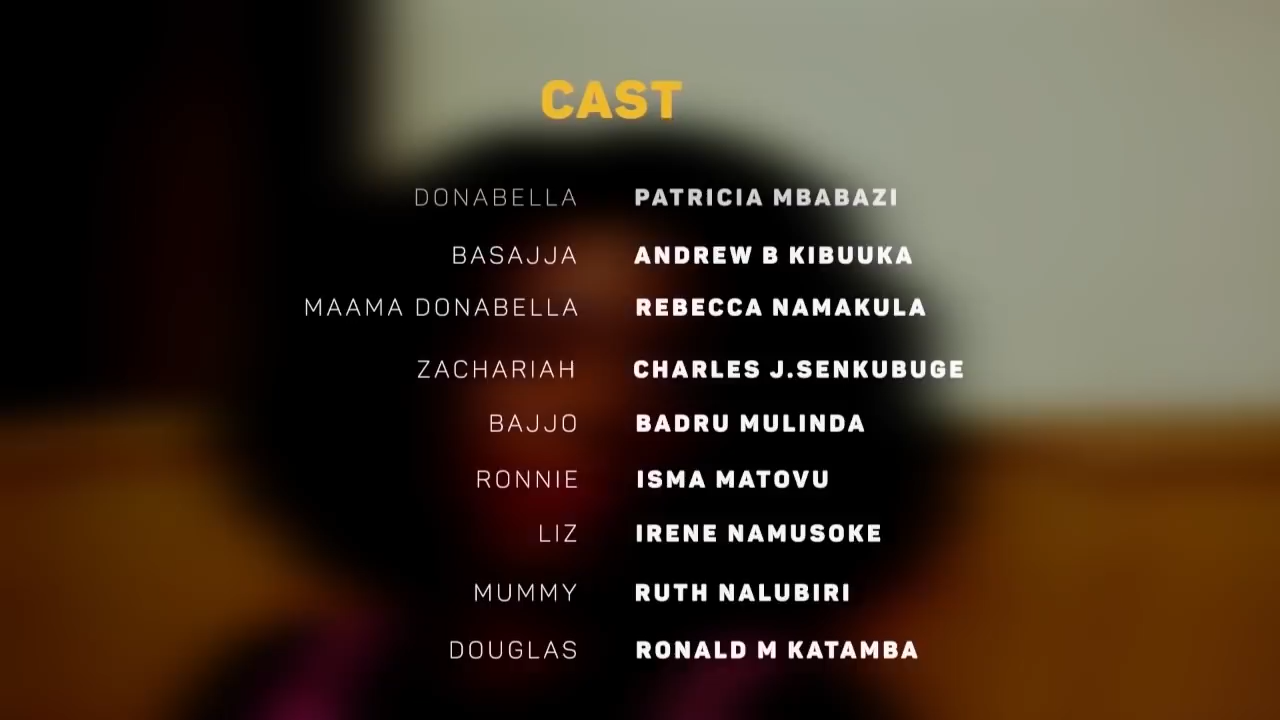 CAST
DONABELLA PATRICIA MBABAZI
BASAJJA ANDREW B KIBUUKA
MAAMA DONABELLA REBECCA NAMAKULA
ZACHARIAH CHARLES J.SENKUBUGE
BAJJO BADRU MULINDA
RONNIE ISMA MATOVU
LIZ IRENE NAMUSOKE
MUMMY RUTH NALUBIRI
DOUGLAS RONALD M KATAMBA